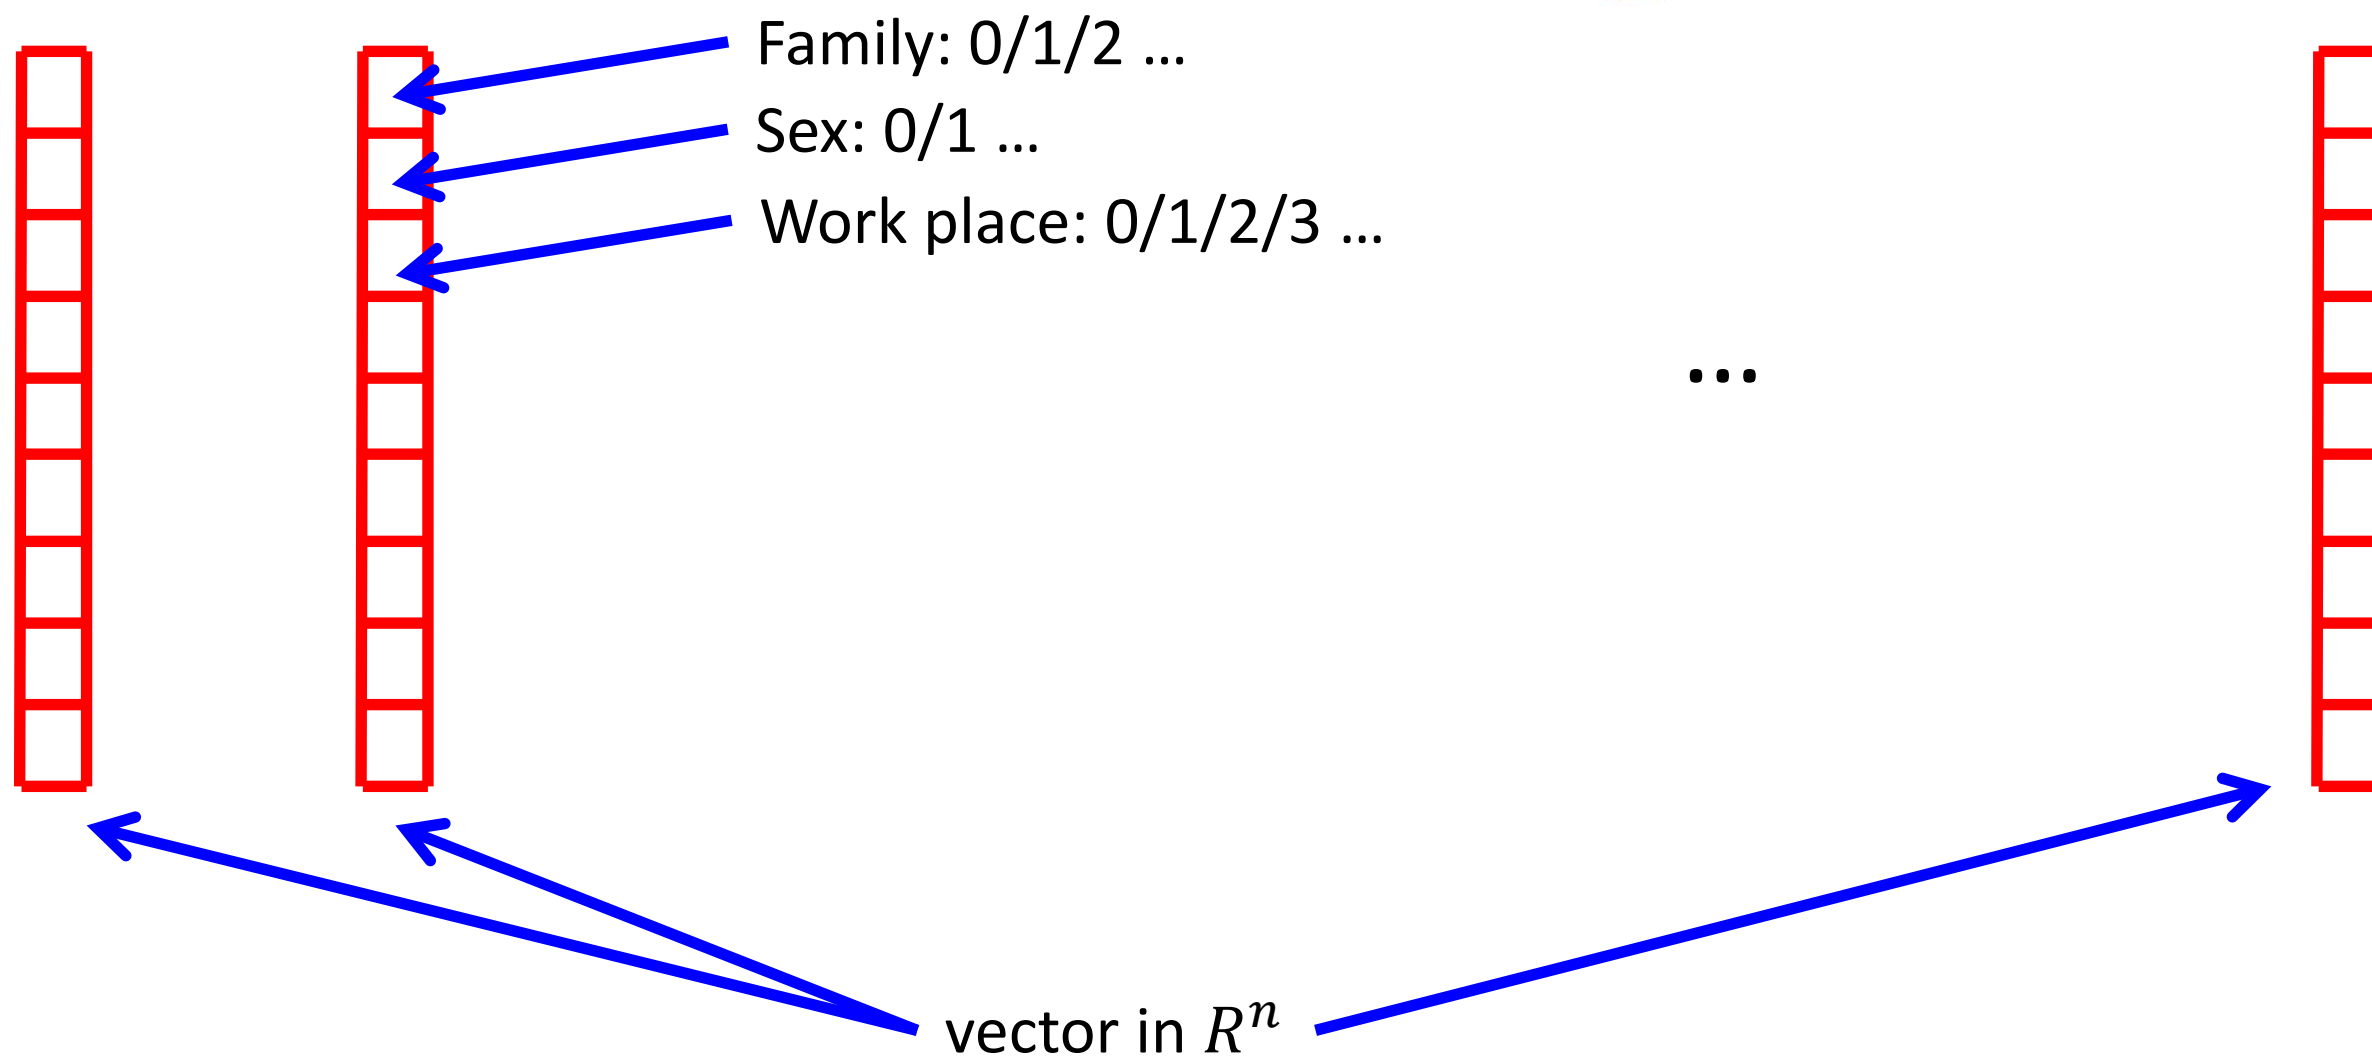 Family: 0/1/2 ...
Sex: 0/1 ...
Work place: 0/1/2/3 ...
...
vector in Rⁿ